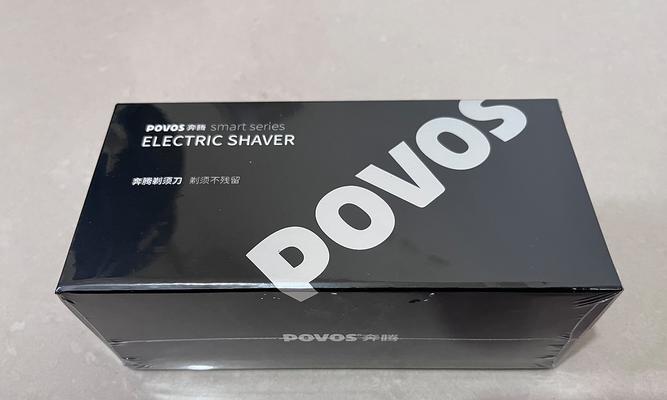 POVOS奔腾 smart series
ELECTRIC SHAVER
奔腾剃须刀 剃须不残留
POVOS
POVOS奔腾